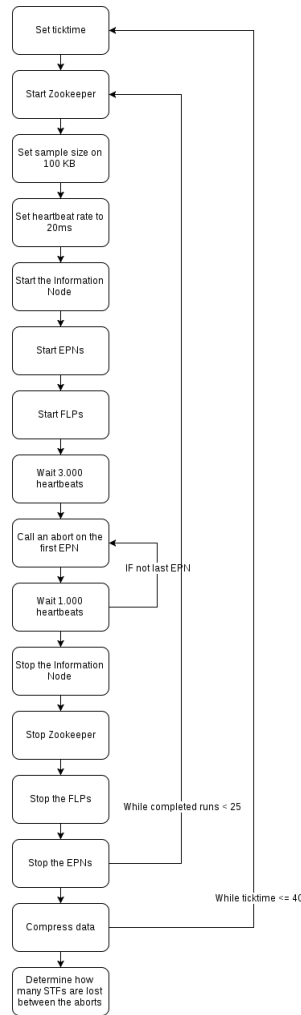 Set ticktime
Start Zookeeper
Set sample size on
100 KB
Set heartbeat rate to
20ms
Start the Information
Node
Start EPNs
Start FLPs
Wait 3.000
heartbeats
Call an abort on the
first EPN
IF not last EPN
Wait 1.000
heartbeats
Stop the Information
Node
Stop Zookeeper
Stop the FLPs
While completed runs < 25
Stop the EPNs
While ticktime <= 40
Compress data
Determine how
many STFs are lost
between the aborts